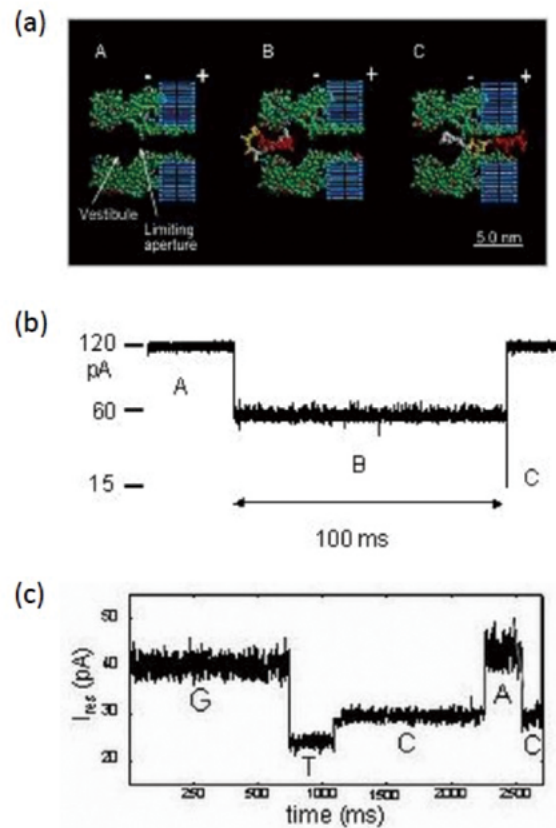 (a)
A B C
- + - + - +
Vestibule
Limiting
aperture
5.0 nm
(b)
120
pA
60
15
A
B
C
100 ms
(c)
I_res (pA)
50
40
30
20
G
T
C
A
C
250 500 1000 1500 2000 2500
time (ms)